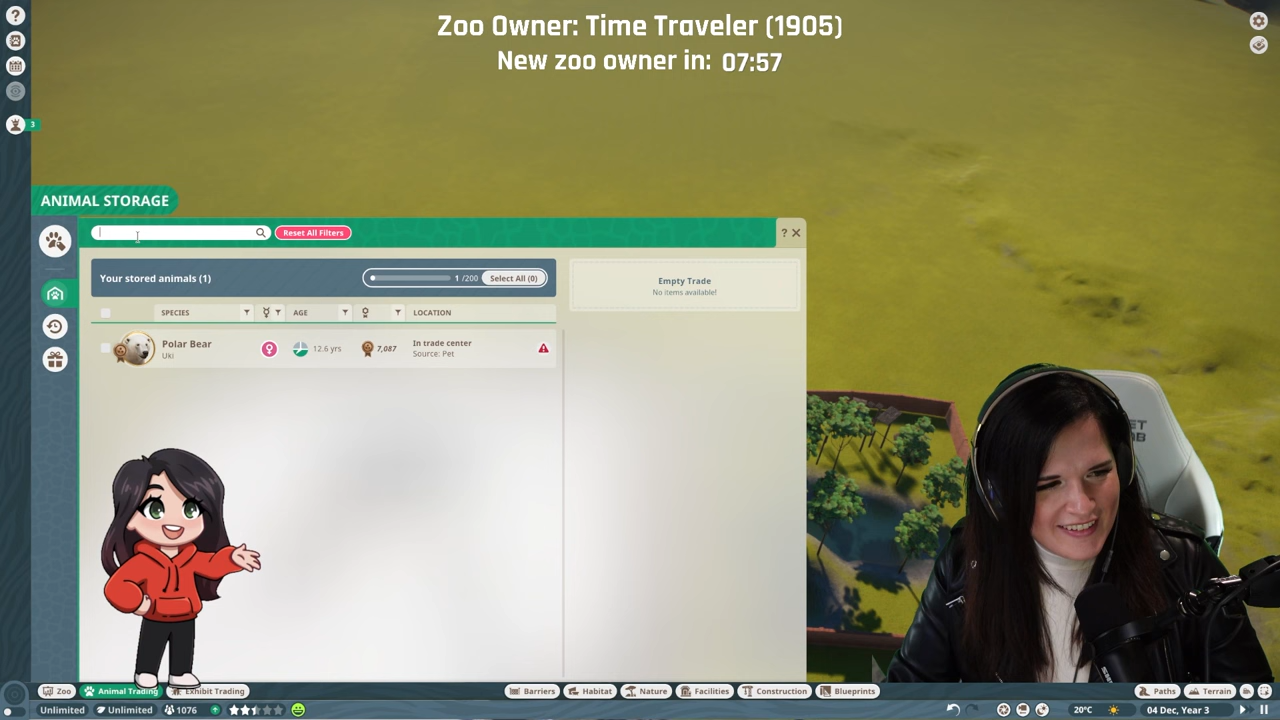 Zoo Owner: Time Traveler (1905)
New zoo owner in: 07:57
?
3
ANIMAL STORAGE
Reset All Filters
? ×
Your stored animals (1)
1 /200
Select All (0)
Empty Trade
No items available!
SPECIES
AGE
LOCATION
Polar Bear
Uki
12.6 yrs
7,087
In trade center
Source: Pet
Zoo
Animal Trading
Exhibit Trading
Barriers
Habitat
Nature
Facilities
Construction
Blueprints
Paths
Terrain
Unlimited
Unlimited
1076
20°C
04 Dec, Year 3